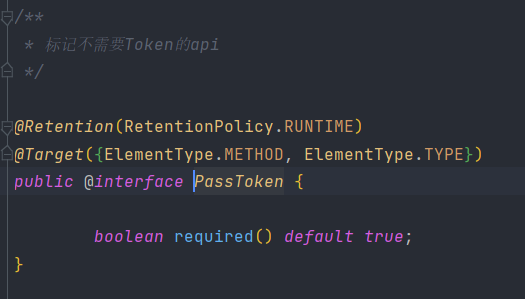 /**
 * 标记不需要Token的api
 */
@Retention(RetentionPolicy.RUNTIME)
@Target({ElementType.METHOD, ElementType.TYPE})
public @interface PassToken {
boolean required() default true;
}